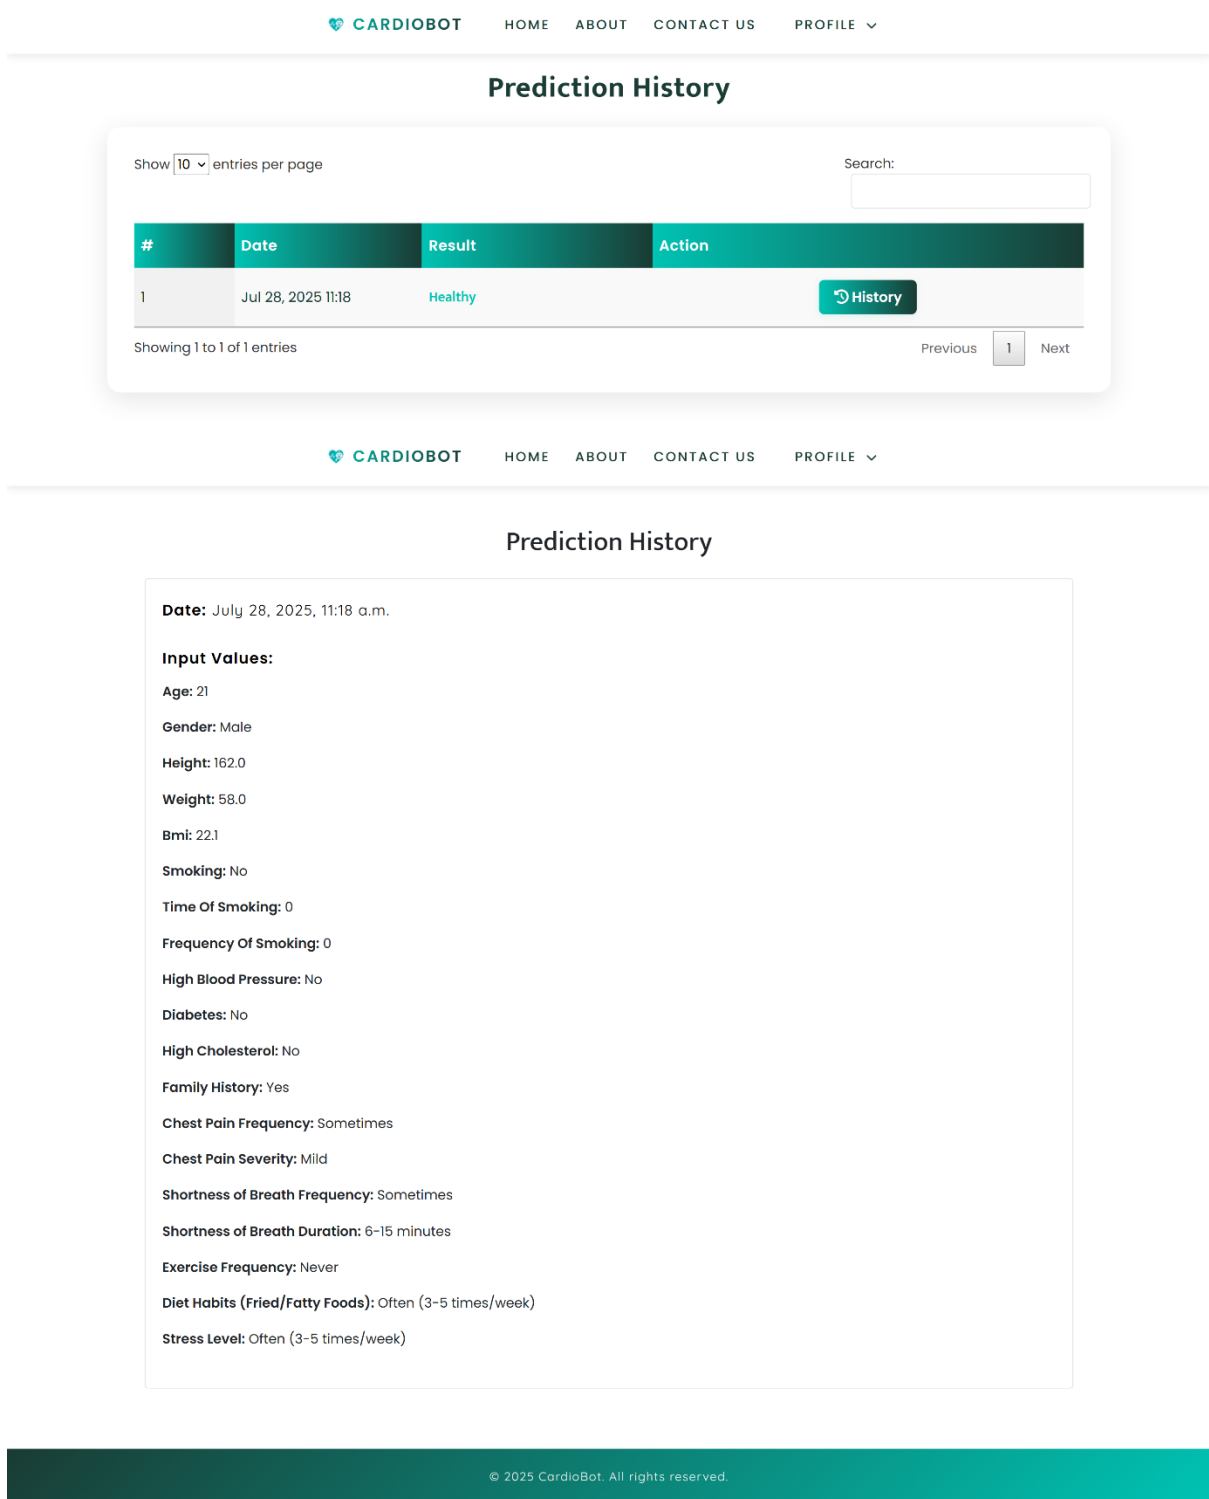 CARDIOBOT HOME ABOUT CONTACT US PROFILE
Prediction History
Show 10 entries per page
Search:
# Date Result Action
1 Jul 28, 2025 11:18 Healthy History
Showing 1 to 1 of 1 entries
Previous 1 Next
CARDIOBOT HOME ABOUT CONTACT US PROFILE
Prediction History
Date: July 28, 2025, 11:18 a.m.
Input Values:
Age: 21
Gender: Male
Height: 162.0
Weight: 58.0
Bmi: 22.1
Smoking: No
Time Of Smoking: 0
Frequency Of Smoking: 0
High Blood Pressure: No
Diabetes: No
High Cholesterol: No
Family History: Yes
Chest Pain Frequency: Sometimes
Chest Pain Severity: Mild
Shortness of Breath Frequency: Sometimes
Shortness of Breath Duration: 6-15 minutes
Exercise Frequency: Never
Diet Habits (Fried/Fatty Foods): Often (3-5 times/week)
Stress Level: Often (3-5 times/week)
© 2025 CardioBot. All rights reserved.